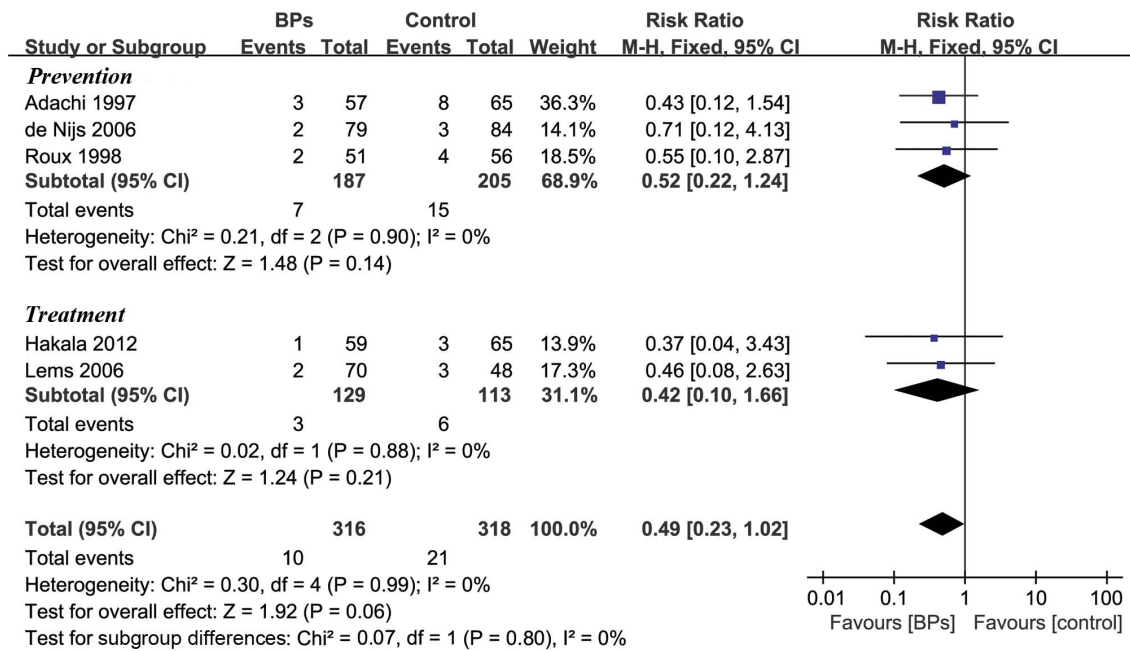 BPs Control Risk Ratio Risk Ratio
Study or Subgroup Events Total Events Total Weight M-H, Fixed, 95% CI M-H, Fixed, 95% CI
Prevention
Adachi 1997 3 57 8 65 36.3% 0.43 [0.12, 1.54]
de Nijs 2006 2 79 3 84 14.1% 0.71 [0.12, 4.13]
Roux 1998 2 51 4 56 18.5% 0.55 [0.10, 2.87]
Subtotal (95% CI) 187 205 68.9% 0.52 [0.22, 1.24]
Total events 7 15
Heterogeneity: Chi² = 0.21, df = 2 (P = 0.90); I² = 0%
Test for overall effect: Z = 1.48 (P = 0.14)
Treatment
Hakala 2012 1 59 3 65 13.9% 0.37 [0.04, 3.43]
Lems 2006 2 70 3 48 17.3% 0.46 [0.08, 2.63]
Subtotal (95% CI) 129 113 31.1% 0.42 [0.10, 1.66]
Total events 3 6
Heterogeneity: Chi² = 0.02, df = 1 (P = 0.88); I² = 0%
Test for overall effect: Z = 1.24 (P = 0.21)
Total (95% CI) 316 318 100.0% 0.49 [0.23, 1.02]
Total events 10 21
Heterogeneity: Chi² = 0.30, df = 4 (P = 0.99); I² = 0%
Test for overall effect: Z = 1.92 (P = 0.06)
Test for subgroup differences: Chi² = 0.07, df = 1 (P = 0.80), I² = 0%
0.01 0.1 1 10 100
Favours [BPs] Favours [control]